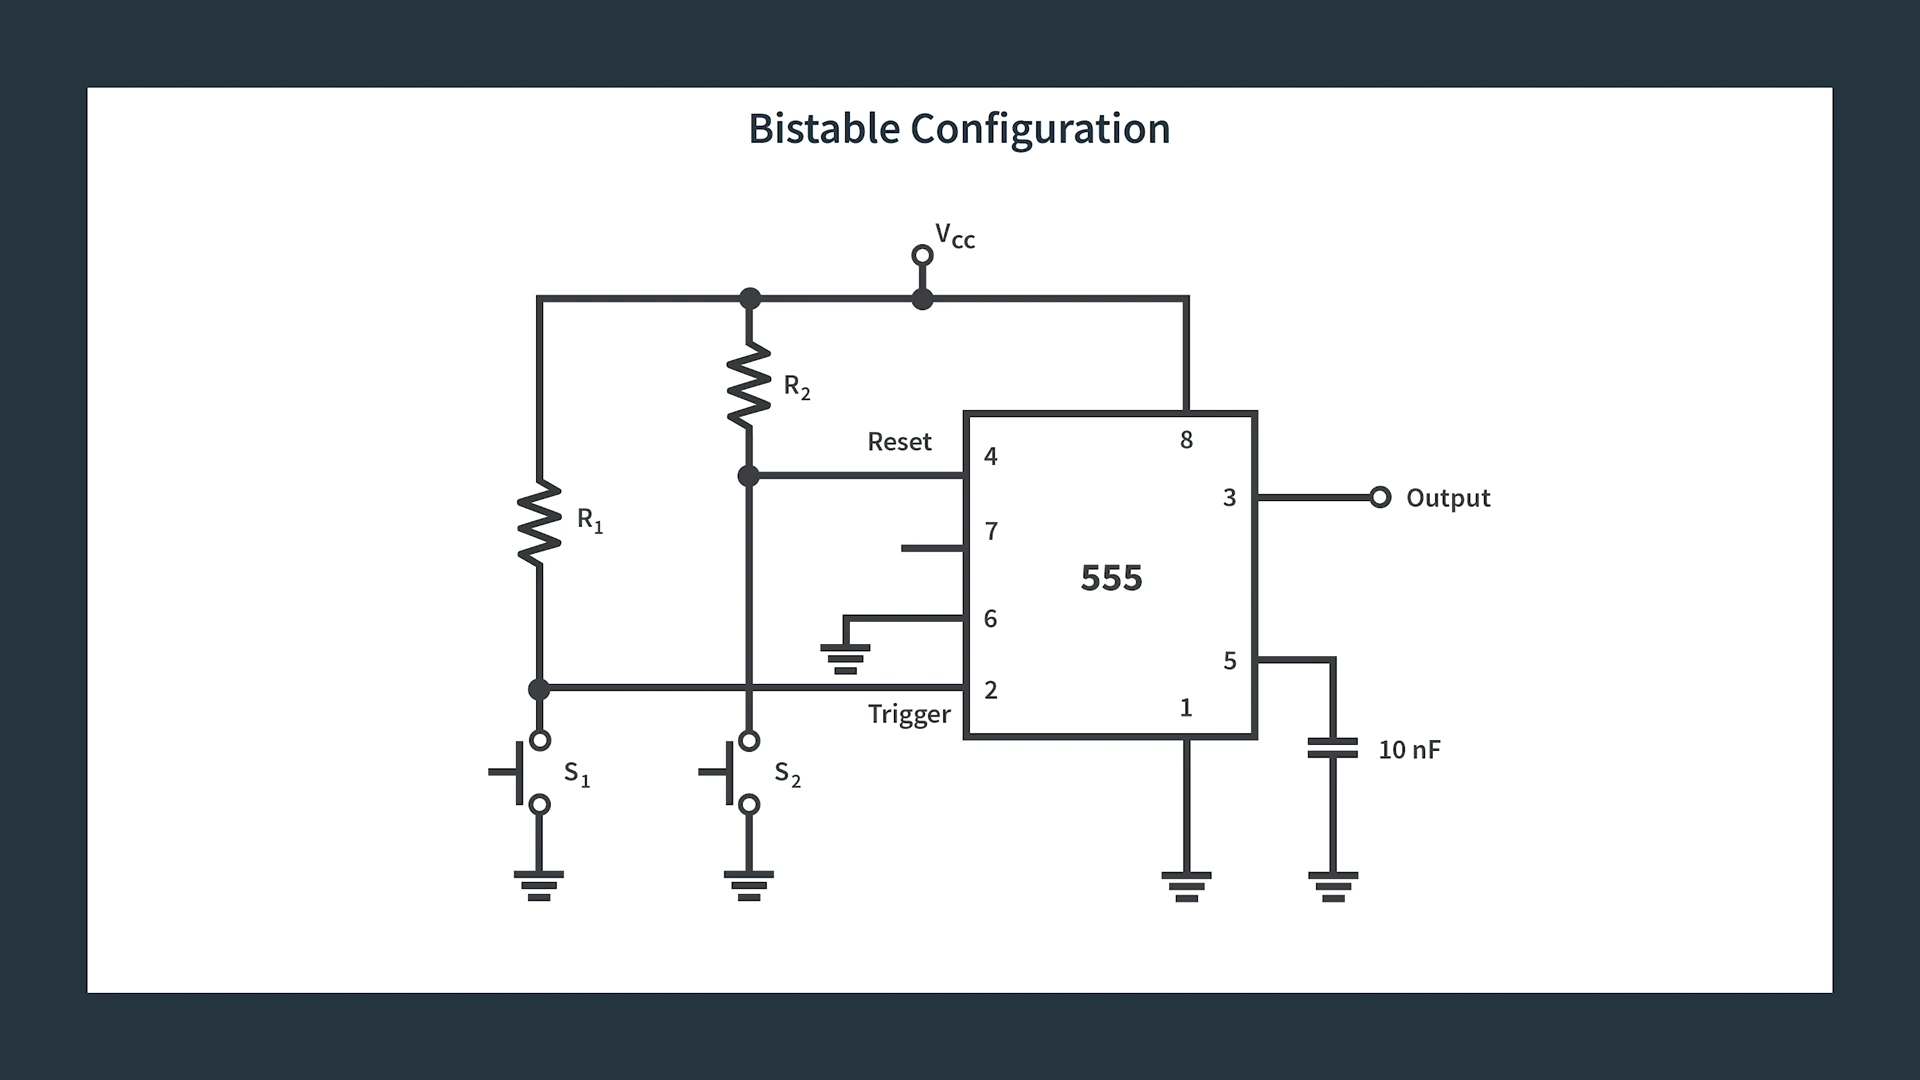 Bistable Configuration
VCC
R2
Reset
4
8
7
3
Output
R1
555
6
5
2
1
Trigger
S1
S2
10 nF